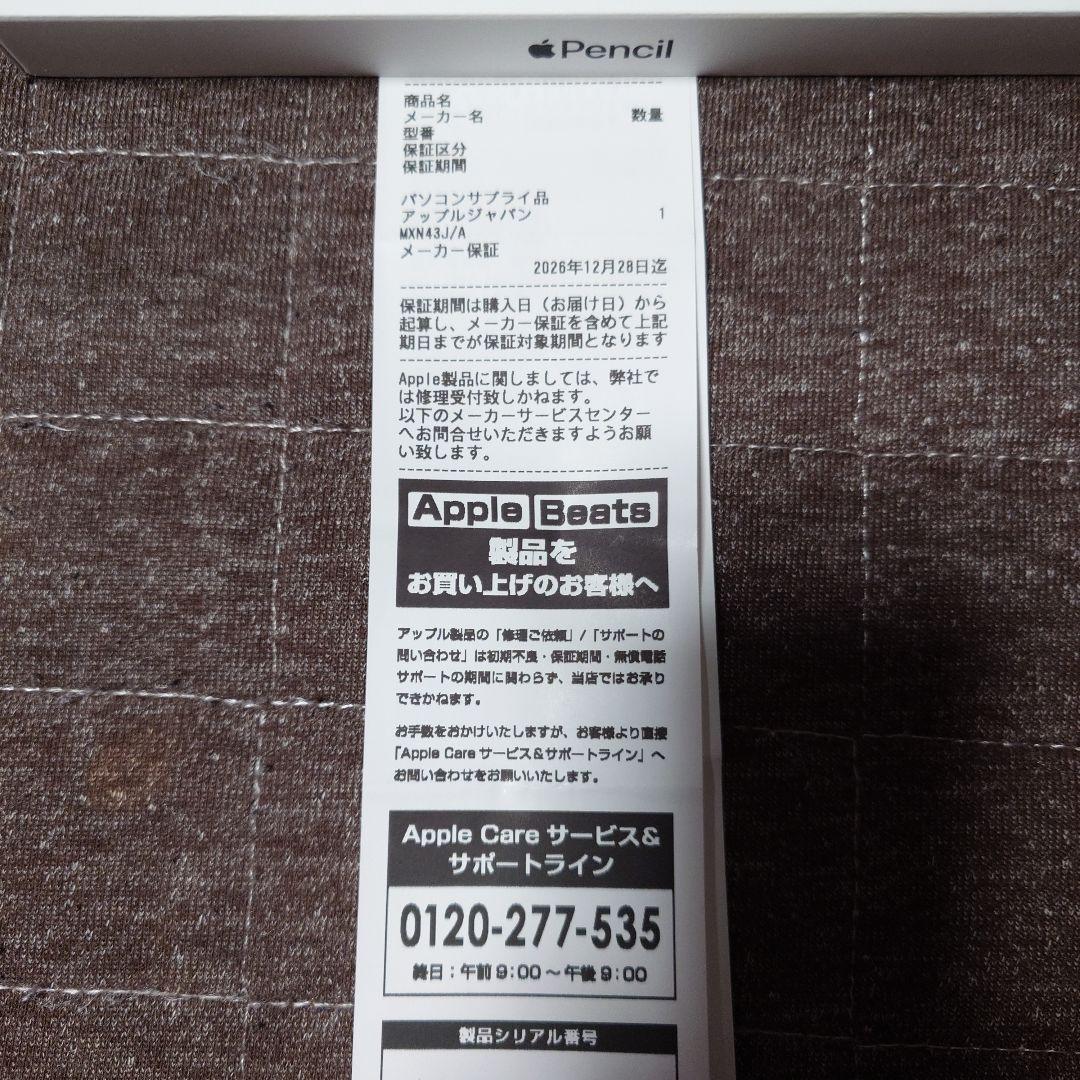 Pencil
商品名
メーカー名 数量
型番
保証区分
保証期間
パソコンサプライ品
アップルジャパン 1
MXN43J/A
メーカー保証
2026年12月28日迄
保証期間は購入日（お届け日）から
起算し、メーカー保証を含めて上記
期日までが保証対象期間となります
Apple製品に関しましては、弊社で
は修理受付致しかねます。
以下のメーカーサービスセンター
へお問合せいただきますようお願
い致します。
Apple Beats
製品を
お買い上げのお客様へ
アップル製品の「修理ご依頼」/「サポートの
問い合わせ」は初期不良・保証期間・無償電話
サポートの期間に関わらず、当店ではお承り
できかねます。
お手数をおかけいたしますが、お客様より直接
「Apple Care サービス&サポートライン」へ
お問い合わせをお願いいたします。
Apple Care サービス&
サポートライン
0120-277-535
終日：午前9:00～午後9:00
製品シリアル番号